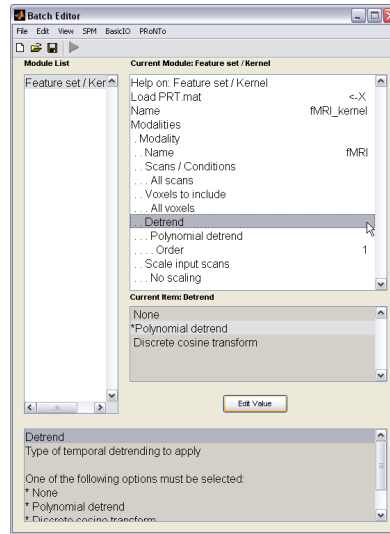 Batch Editor
File Edit View SPM BasicIO PRoNTo
Module List
Current Module: Feature set / Kernel
Feature set / Ker
Help on: Feature set / Kernel
Load PRT.mat <-X
Name fMRI_kernel
Modalities
. Modality
. . Name fMRI
. . Scans / Conditions
. . . All scans
. . Voxels to include
. . . All voxels
. . Detrend
. . . Polynomial detrend
. . . . Order 1
. . Scale input scans
. . . No scaling
Current Item: Detrend
None
*Polynomial detrend
Discrete cosine transform
Edit Value
Detrend
Type of temporal detrending to apply
One of the following options must be selected:
* None
* Polynomial detrend
* Discrete cosine transform